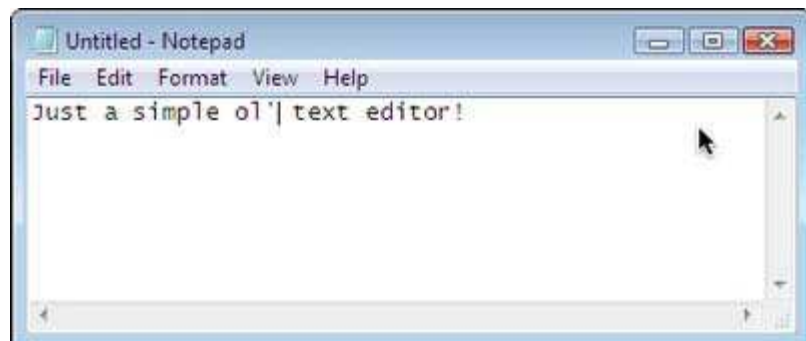 Untitled - Notepad
File Edit Format View Help
Just a simple ol' text editor!